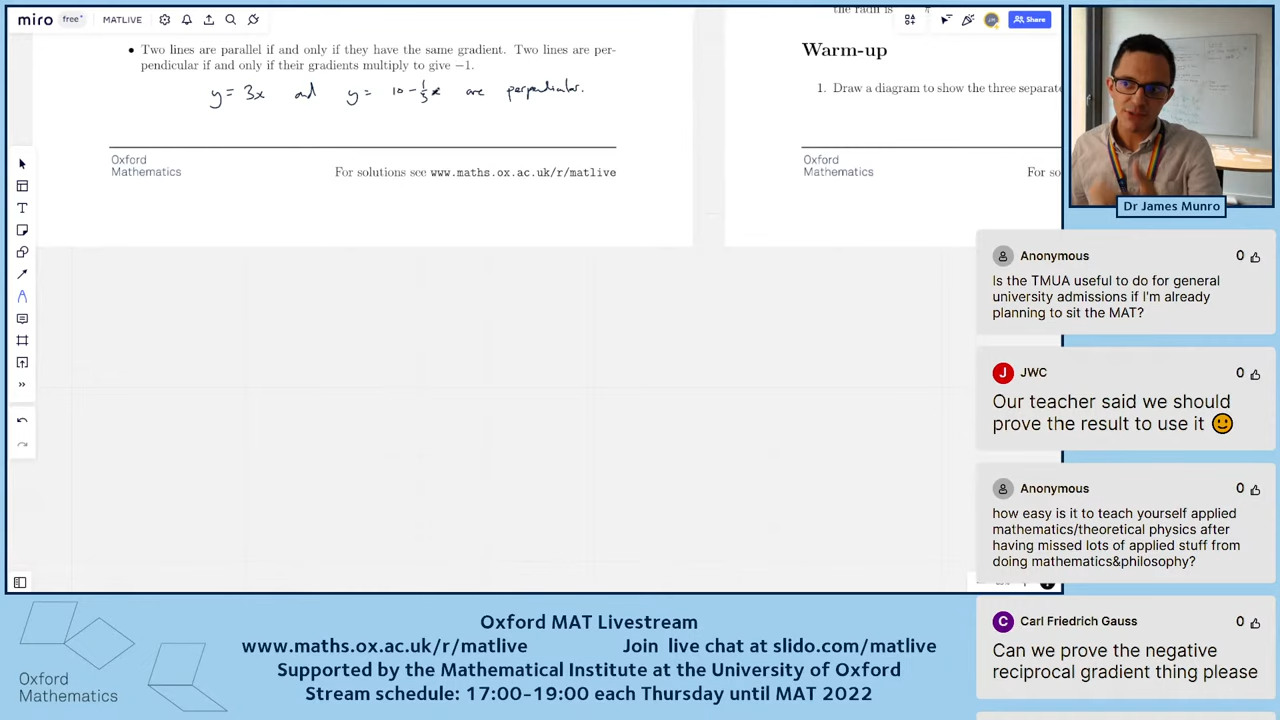 miro free MATLIVE
Share
• Two lines are parallel if and only if they have the same gradient. Two lines are per-
pendicular if and only if their gradients multiply to give −1.
y = 3x and y = 10 - 1/3 x are perpendicular.
Oxford
Mathematics
For solutions see www.maths.ox.ac.uk/r/matlive
Warm-up
1. Draw a diagram to show the three separate
Oxford
Mathematics
For so
Dr James Munro
Anonymous 0
Is the TMUA useful to do for general
university admissions if I'm already
planning to sit the MAT?
J JWC 0
Our teacher said we should
prove the result to use it 🙂
Anonymous 0
how easy is it to teach yourself applied
mathematics/theoretical physics after
having missed lots of applied stuff from
doing mathematics&philosophy?
C Carl Friedrich Gauss 0
Can we prove the negative
reciprocal gradient thing please
Oxford MAT Livestream
www.maths.ox.ac.uk/r/matlive Join live chat at slido.com/matlive
Supported by the Mathematical Institute at the University of Oxford
Stream schedule: 17:00-19:00 each Thursday until MAT 2022
Oxford
Mathematics